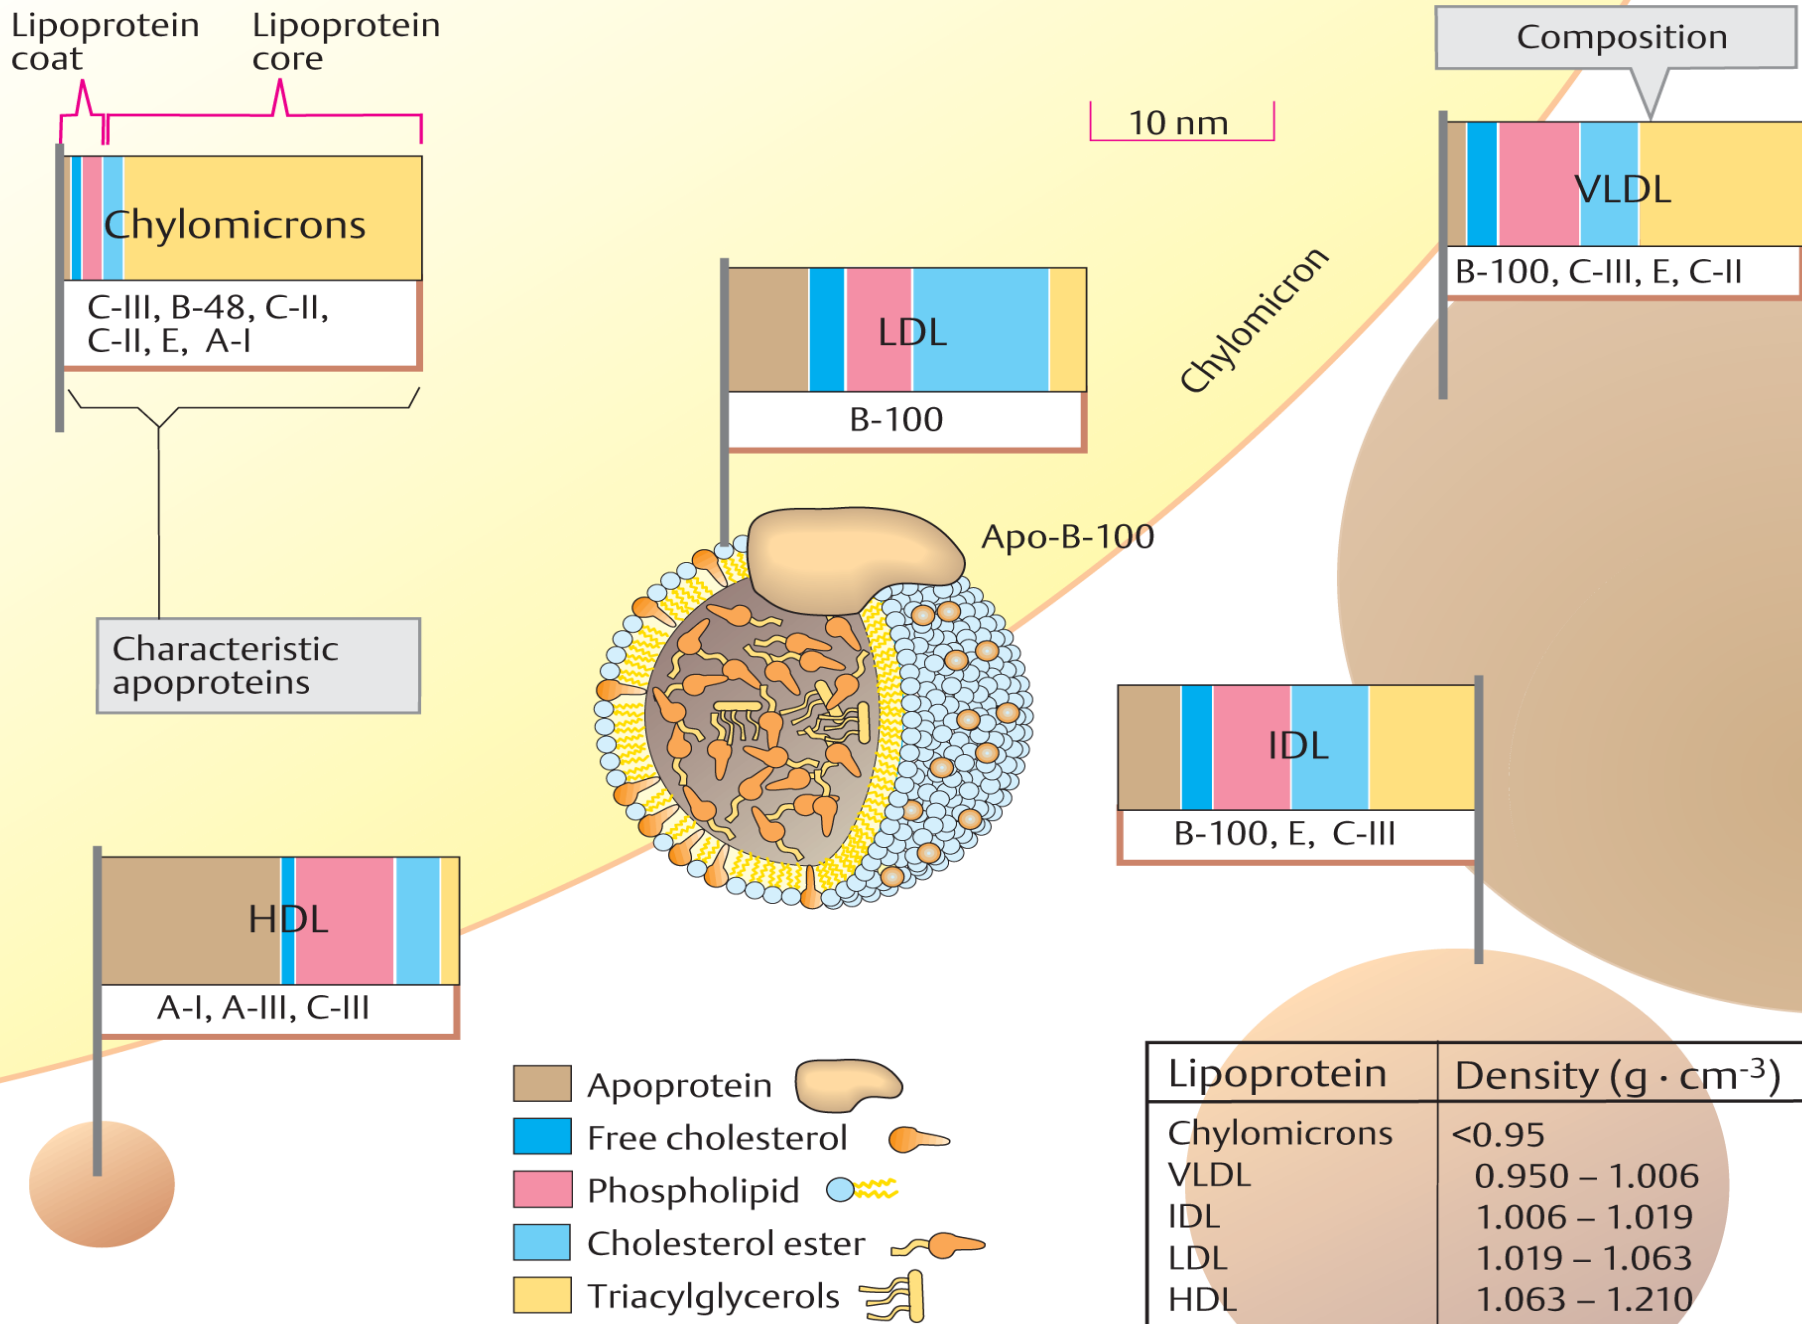 Lipoprotein
coat
Lipoprotein
core
Composition
10 nm
Chylomicrons
C-III, B-48, C-II,
C-II, E, A-I
VLDL
B-100, C-III, E, C-II
LDL
B-100
Chylomicron
Apo-B-100
Characteristic
apoproteins
IDL
B-100, E, C-III
HDL
A-I, A-III, C-III
Apoprotein
Free cholesterol
Phospholipid
Cholesterol ester
Triacylglycerols
Lipoprotein Density (g · cm-3)
Chylomicrons <0.95
VLDL 0.950 – 1.006
IDL 1.006 – 1.019
LDL 1.019 – 1.063
HDL 1.063 – 1.210